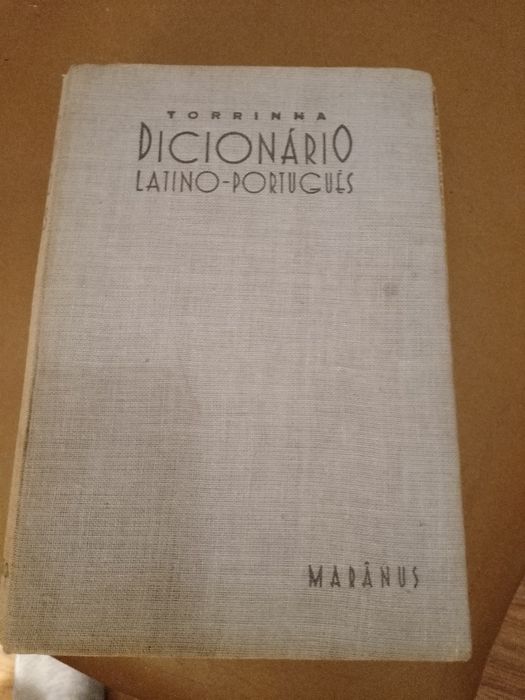 TORRINHA
DICIONÁRIO
LATINO-PORTUGUÊS
MARÂNUS